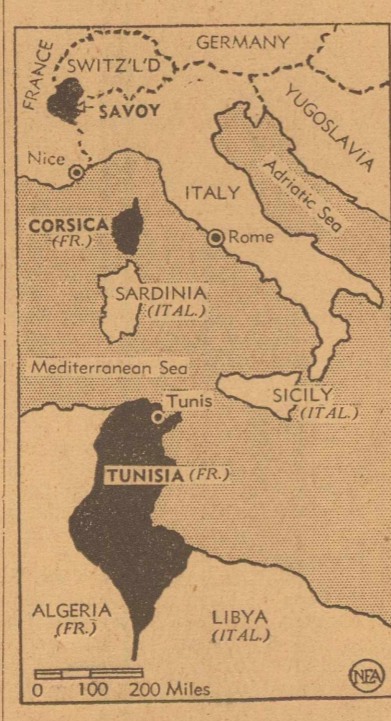 GERMANY
FRANCE
SWITZ'L'D
SAVOY
YUGOSLAVIA
Nice
ITALY
Adriatic Sea
CORSICA
(FR.)
Rome
SARDINIA
(ITAL.)
Mediterranean Sea
Tunis
SICILY
(ITAL.)
TUNISIA (FR.)
ALGERIA
(FR.)
LIBYA
(ITAL.)
NEA
0 100 200 Miles